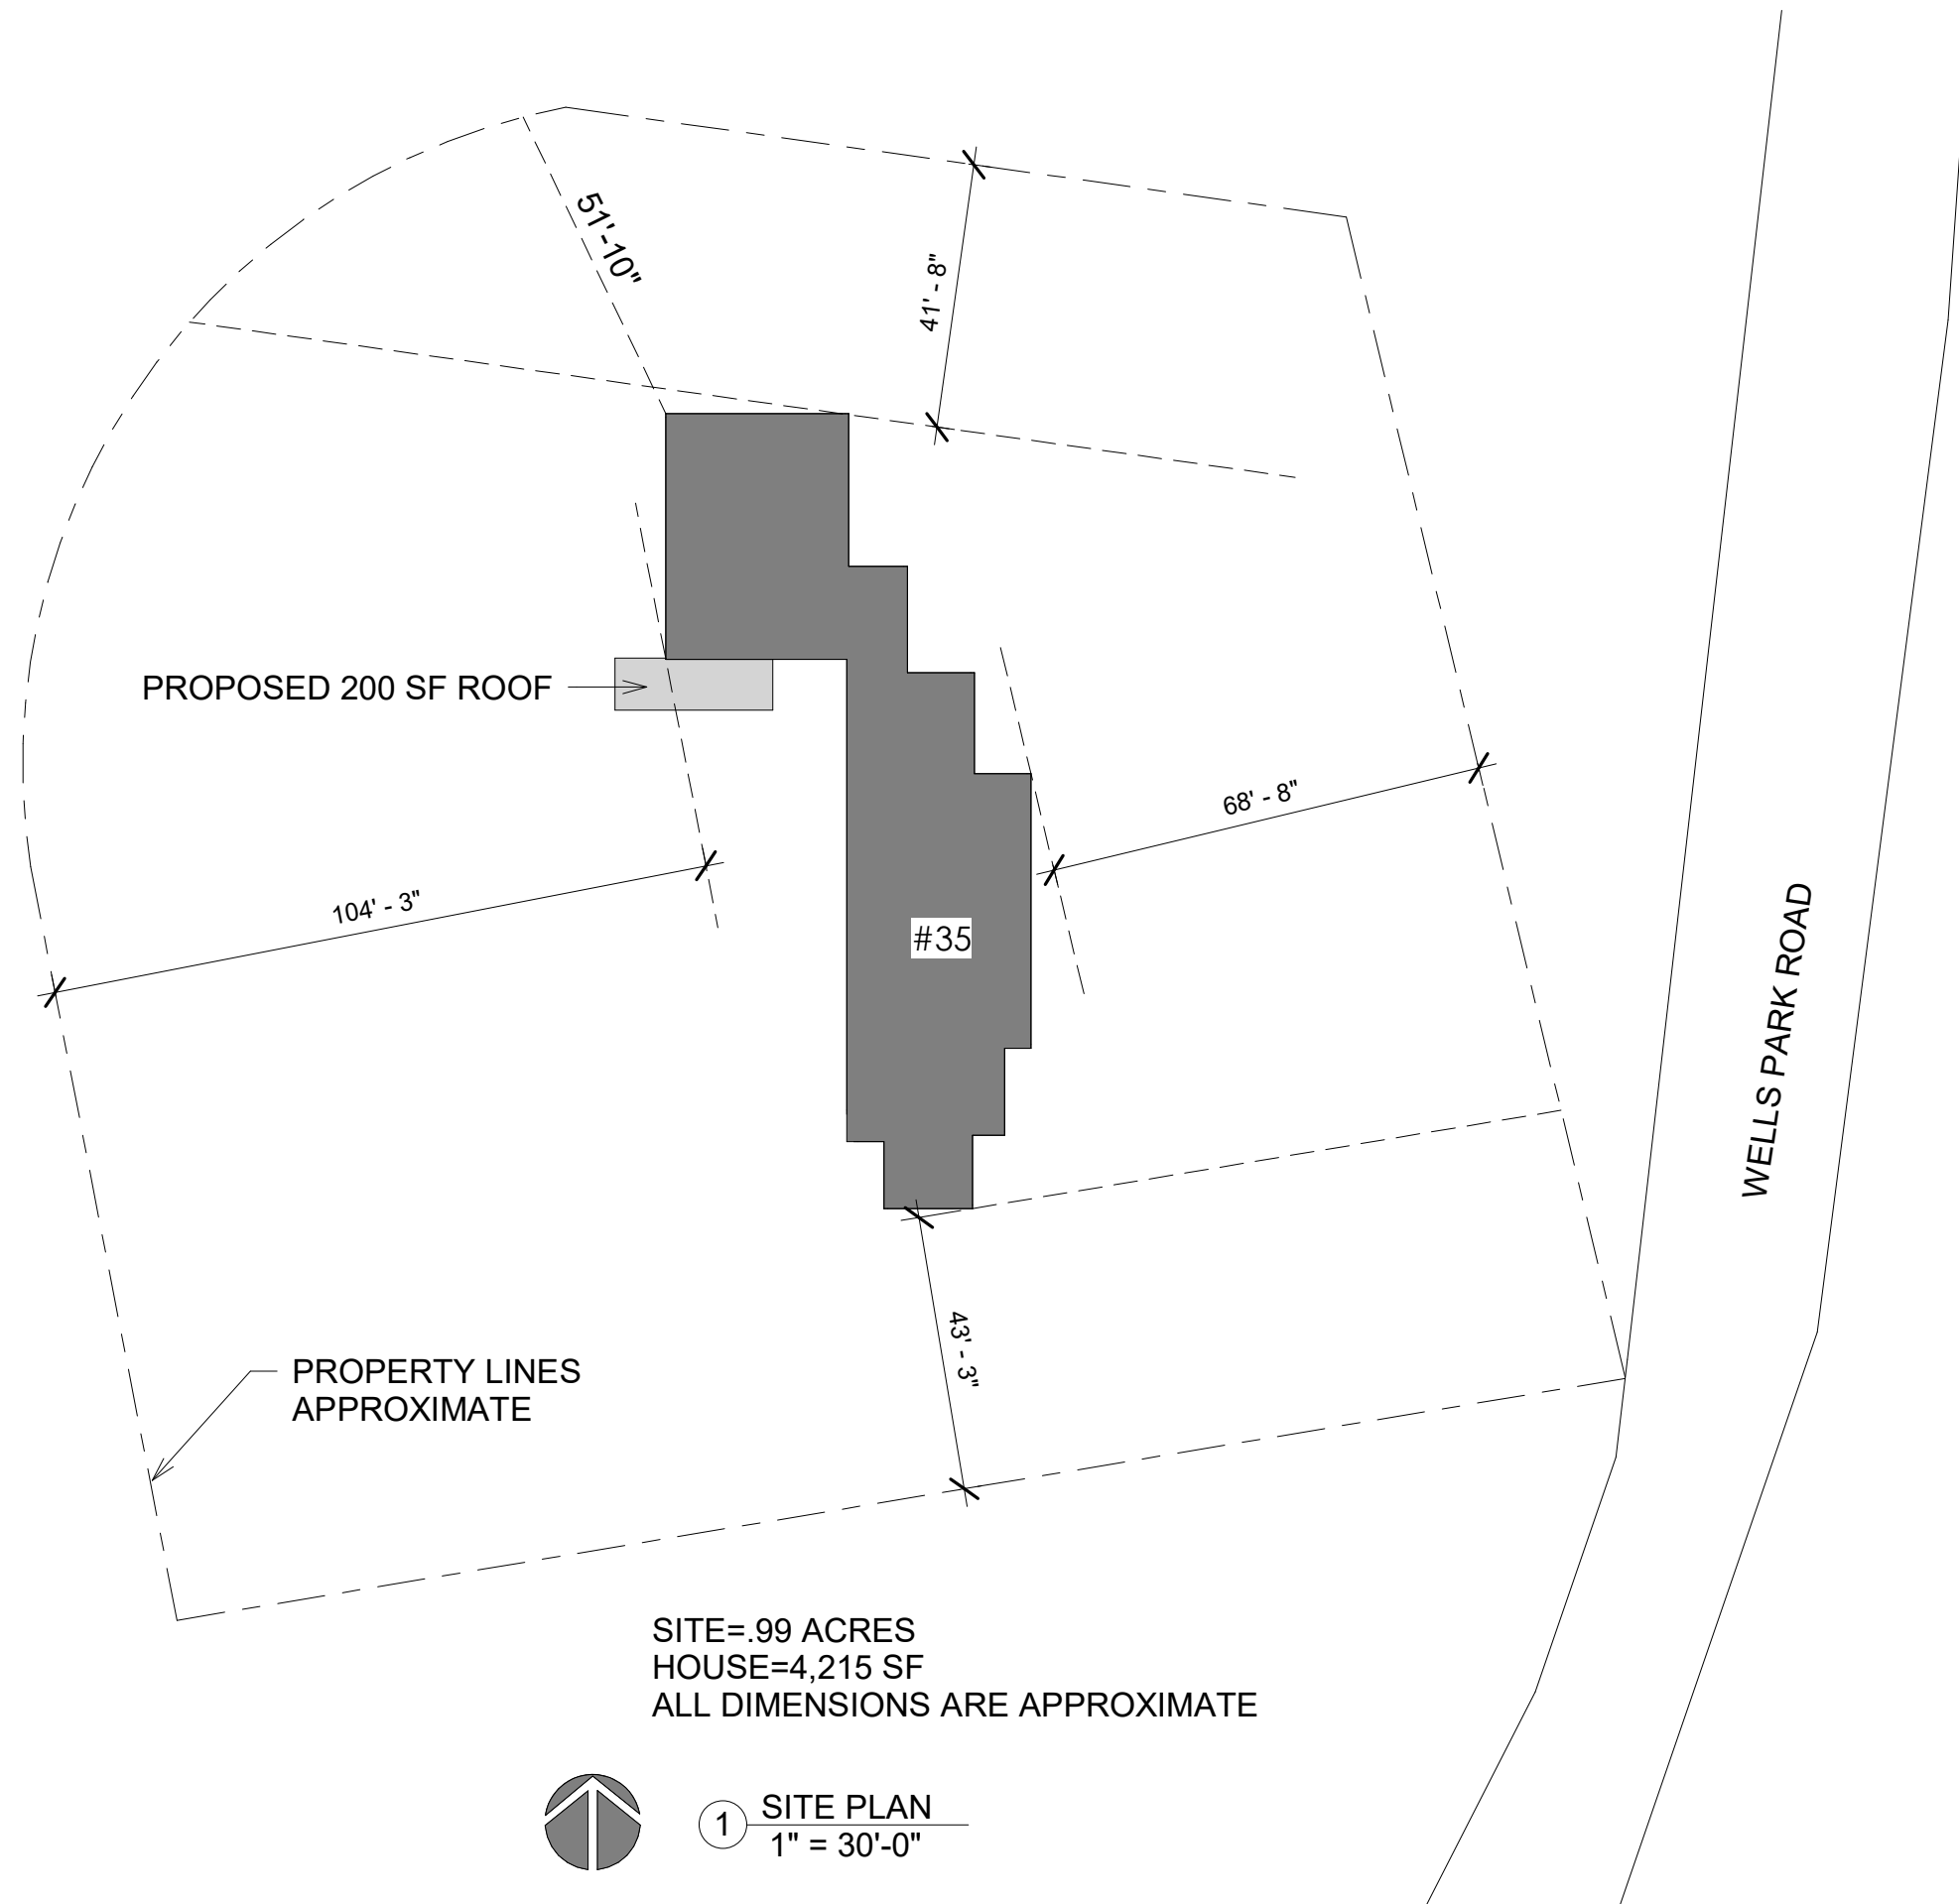 51'-10"
41' - 8"
PROPOSED 200 SF ROOF
68' - 8"
104' - 3"
#35
WELLS PARK ROAD
43' - 3"
PROPERTY LINES
APPROXIMATE
SITE=.99 ACRES
HOUSE=4,215 SF
ALL DIMENSIONS ARE APPROXIMATE
1
SITE PLAN
1" = 30'-0"